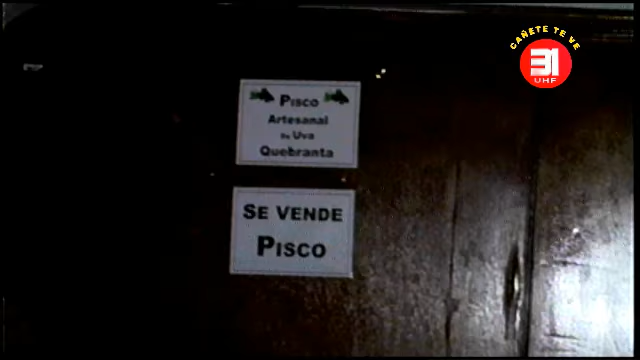 CAÑETE TE VE
31
UHF
Pisco
Artesanal
de Uva
Quebranta
SE VENDE
PISCO